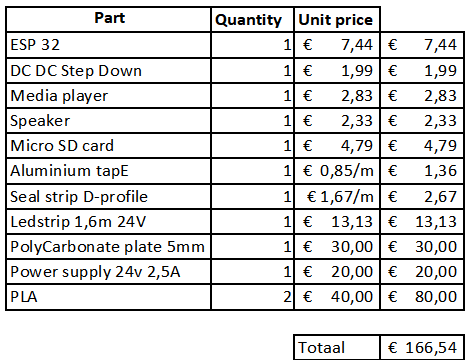 Part Quantity Unit price
ESP 32 1 € 7,44 € 7,44
DC DC Step Down 1 € 1,99 € 1,99
Media player 1 € 2,83 € 2,83
Speaker 1 € 2,33 € 2,33
Micro SD card 1 € 4,79 € 4,79
Aluminium tapE 1 € 0,85/m € 1,36
Seal strip D-profile 1 € 1,67/m € 2,67
Ledstrip 1,6m 24V 1 € 13,13 € 13,13
PolyCarbonate plate 5mm 1 € 30,00 € 30,00
Power supply 24v 2,5A 1 € 20,00 € 20,00
PLA 2 € 40,00 € 80,00
Totaal € 166,54